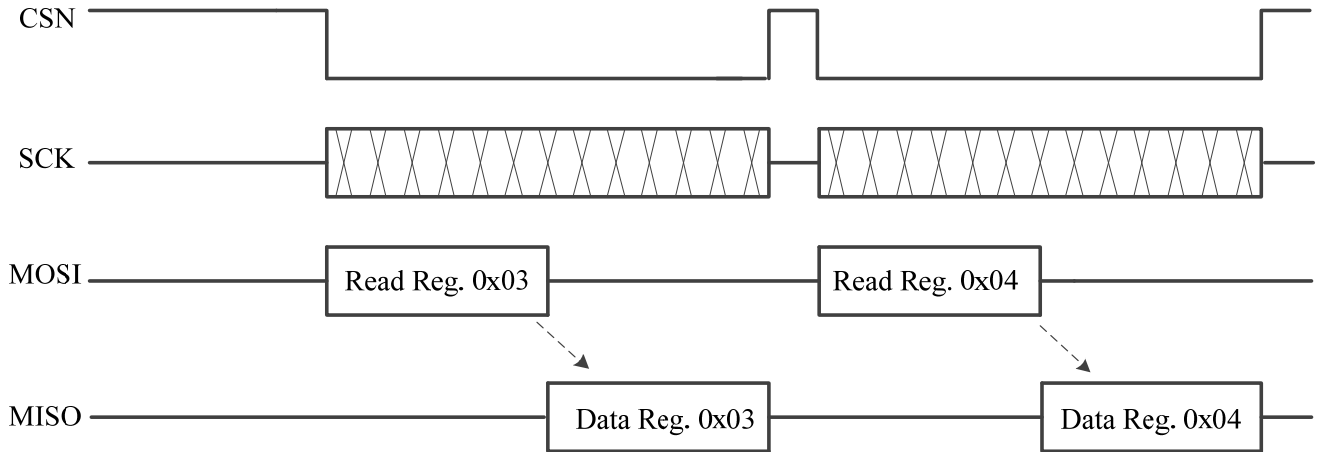 CSN
SCK
MOSI
Read Reg. 0x03
Read Reg. 0x04
MISO
Data Reg. 0x03
Data Reg. 0x04